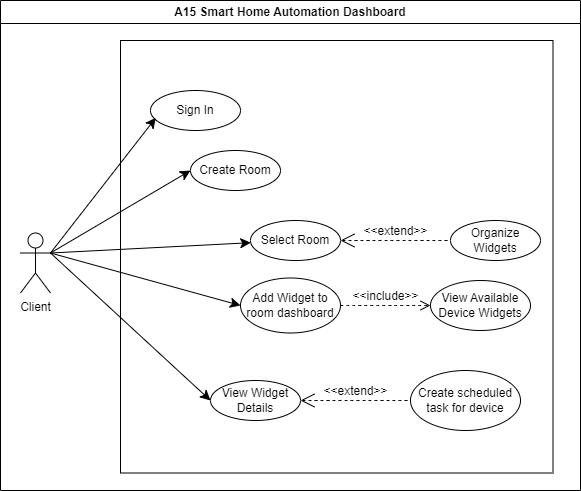 A15 Smart Home Automation Dashboard
Sign In
Create Room
Select Room
<<extend>>
Organize
Widgets
Client
Add Widget to
room dashboard
<<include>>
View Available
Device Widgets
View Widget
Details
<<extend>>
Create scheduled
task for device